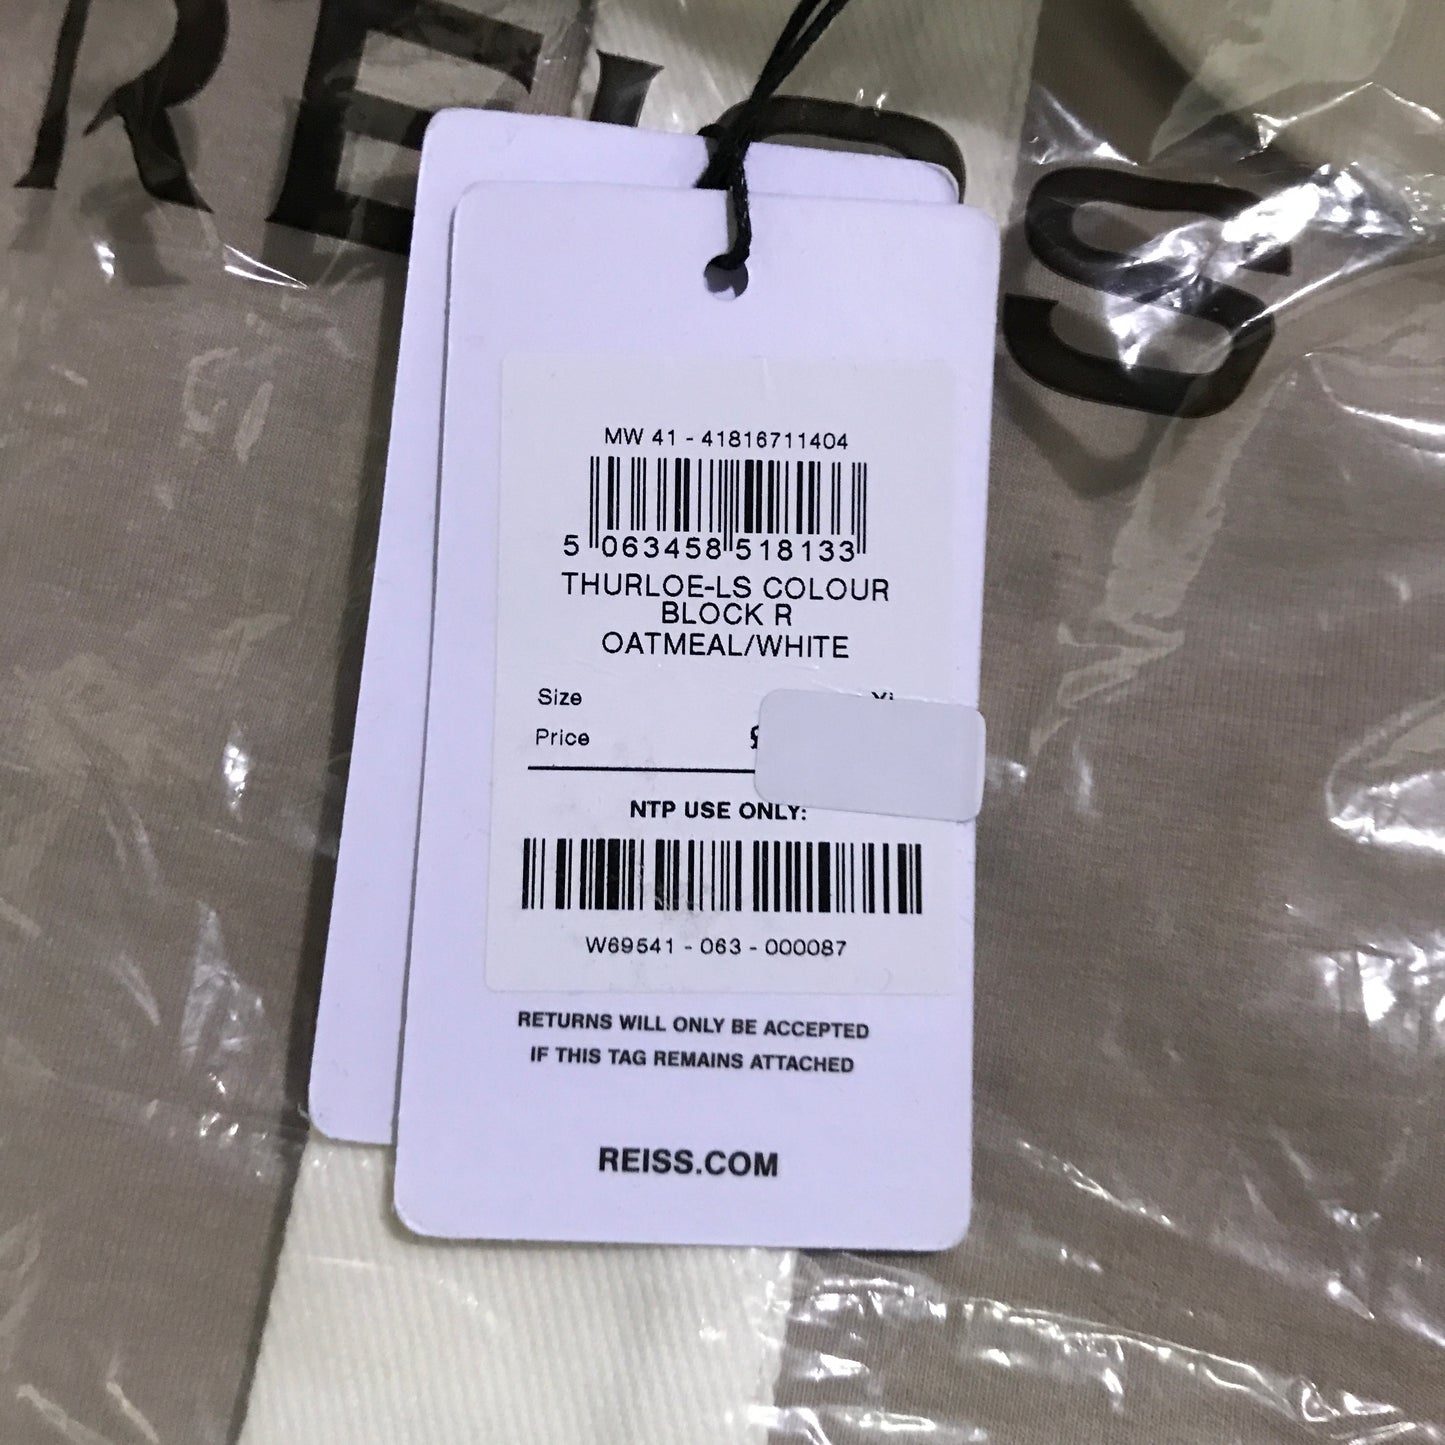 REISS
MW 41 - 41816711404
5 063458 518133
THURLOE-LS COLOUR
BLOCK R
OATMEAL/WHITE
Size
Price
NTP USE ONLY:
W69541 - 063 - 000087
RETURNS WILL ONLY BE ACCEPTED
IF THIS TAG REMAINS ATTACHED
REISS.COM